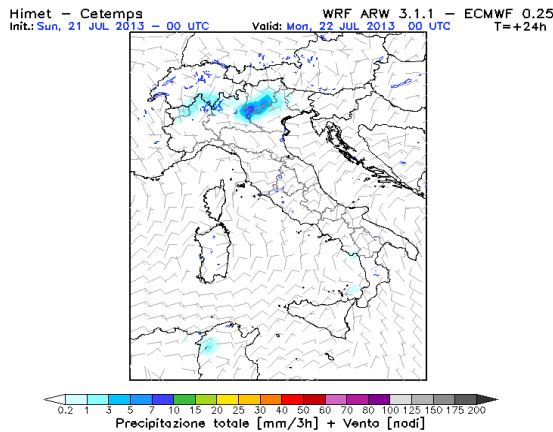 Himet – Cetemps WRF ARW 3.1.1 – ECMWF 0.25
Init.: Sun, 21 JUL 2013 – 00 UTC Valid: Mon, 22 JUL 2013 00 UTC T=+24h
0.2 1 3 5 7 10 15 20 25 30 40 50 60 70 80 100 125 150 175 200
Precipitazione totale [mm/3h] + Vento [nodi]